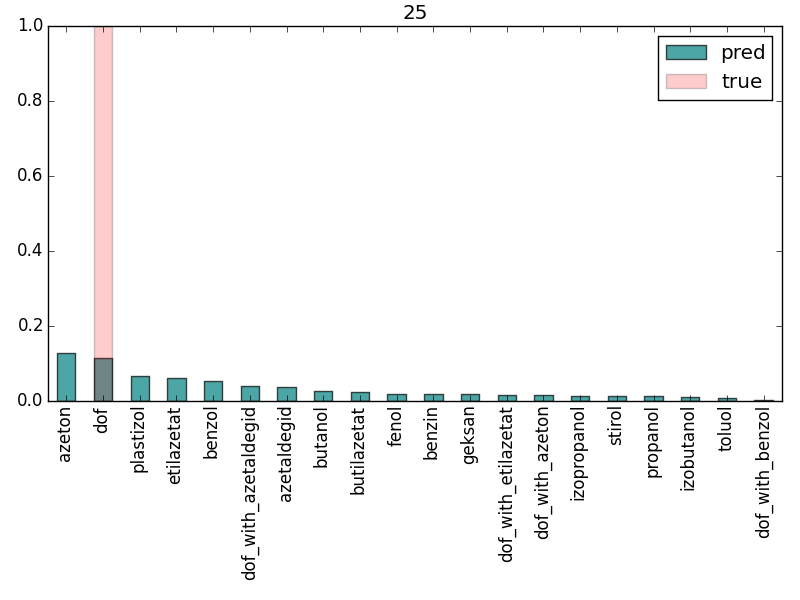 25
1.0
0.8
0.6
0.4
0.2
0.0
pred
true
azeton
dof
plastizol
etilazetat
benzol
dof_with_azetaldegid
azetaldegid
butanol
butilazetat
fenol
benzin
geksan
dof_with_etilazetat
dof_with_azeton
izopropanol
stirol
propanol
izobutanol
toluol
dof_with_benzol